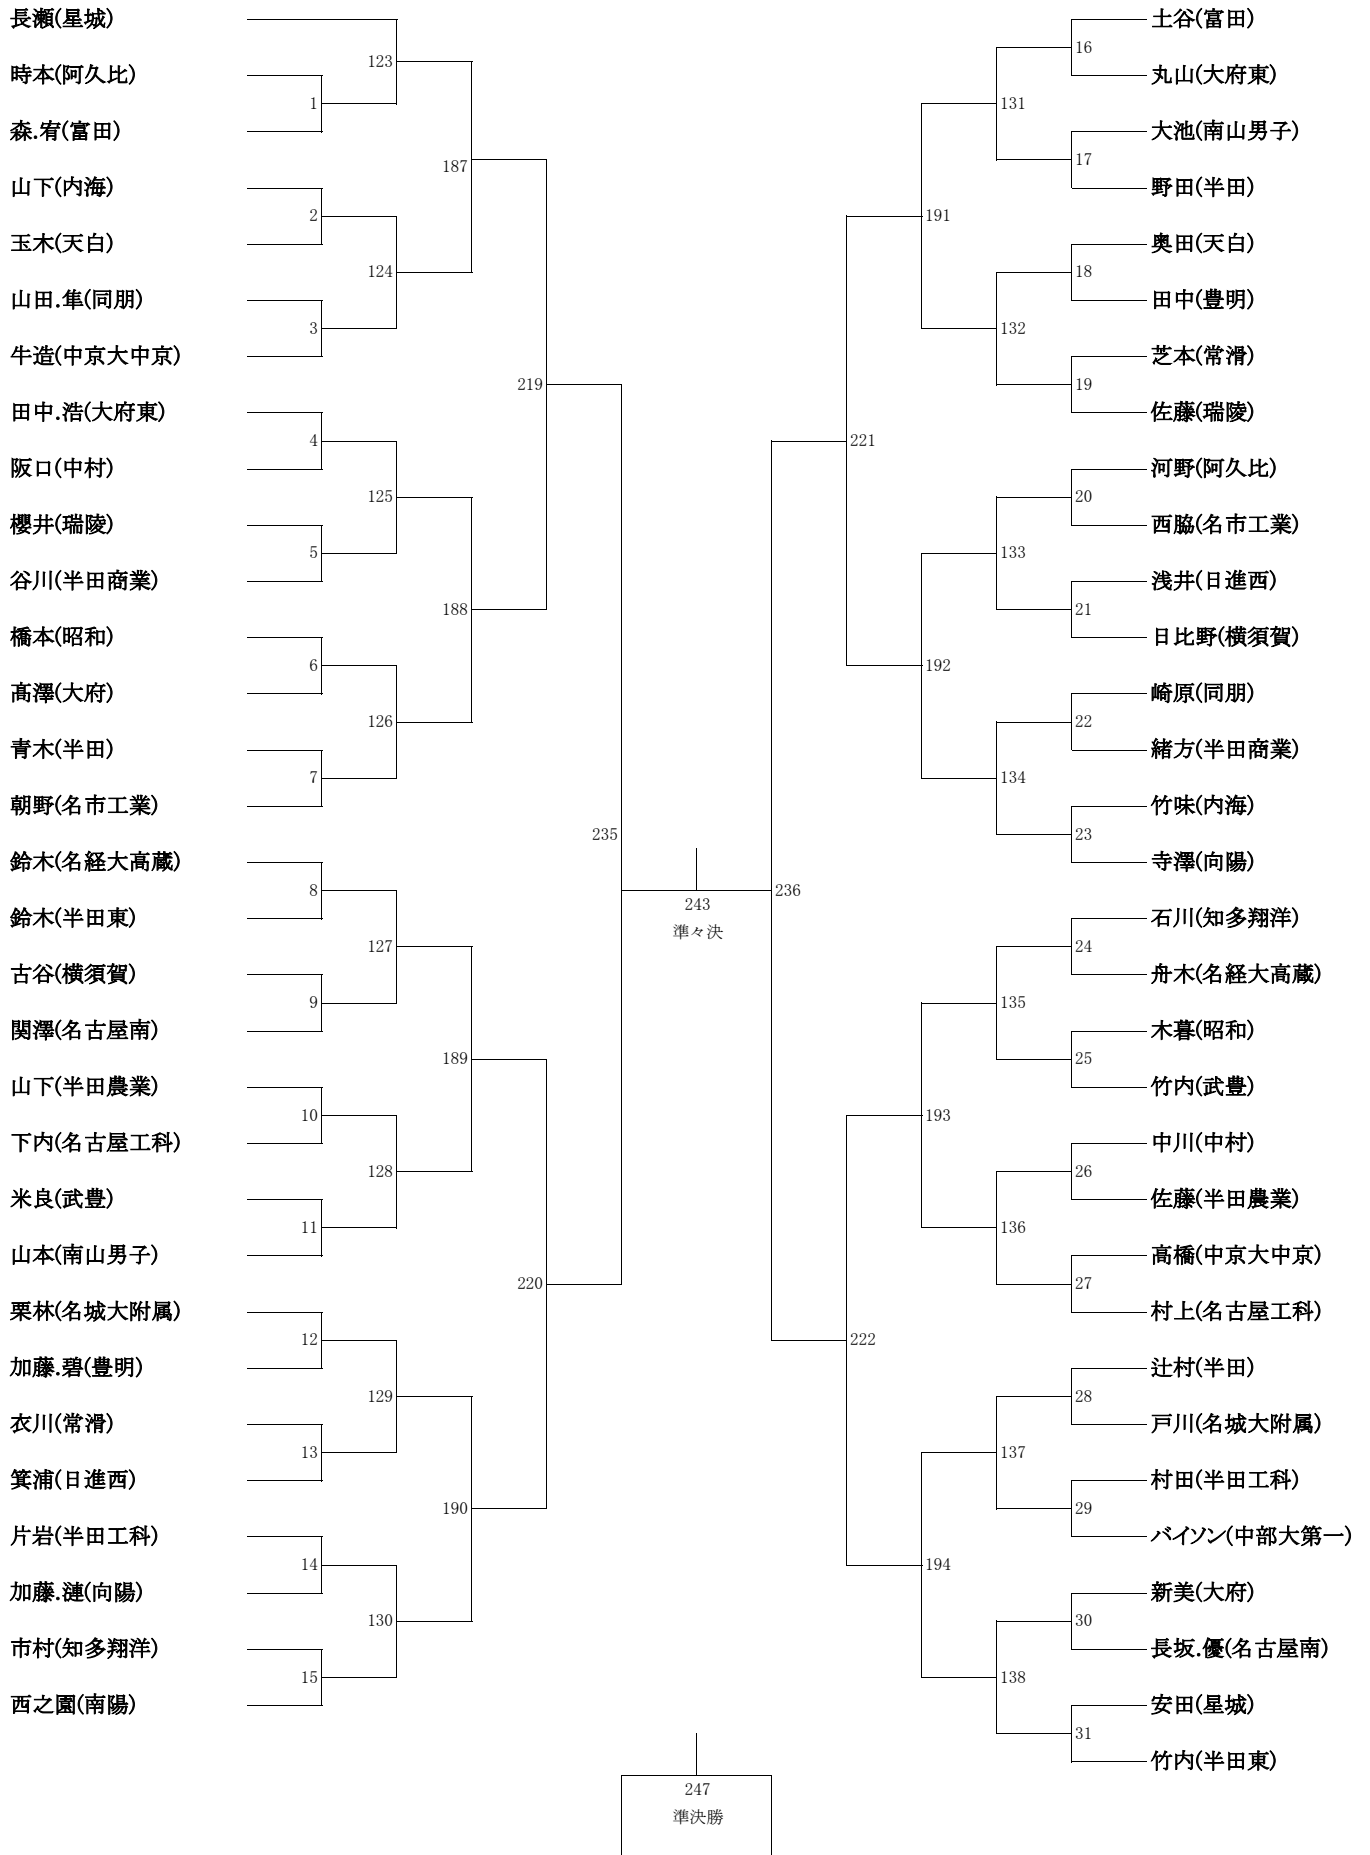 長瀬(星城)
時本(阿久比)
森.宥(富田)
山下(内海)
玉木(天白)
山田.隼(同朋)
牛造(中京大中京)
田中.浩(大府東)
阪口(中村)
櫻井(瑞陵)
谷川(半田商業)
橋本(昭和)
髙澤(大府)
青木(半田)
朝野(名市工業)
鈴木(名経大高蔵)
鈴木(半田東)
古谷(横須賀)
関澤(名古屋南)
山下(半田農業)
下内(名古屋工科)
米良(武豊)
山本(南山男子)
栗林(名城大附属)
加藤.碧(豊明)
衣川(常滑)
箕浦(日進西)
片岩(半田工科)
加藤.漣(向陽)
市村(知多翔洋)
西之園(南陽)
1
2
3
4
5
6
7
8
9
10
11
12
13
14
15
123
124
125
126
127
128
129
130
187
188
189
190
219
220
235
243
準々決
247
準決勝
236
221
222
191
192
193
194
131
132
133
134
135
136
137
138
16
17
18
19
20
21
22
23
24
25
26
27
28
29
30
31
土谷(富田)
丸山(大府東)
大池(南山男子)
野田(半田)
奥田(天白)
田中(豊明)
芝本(常滑)
佐藤(瑞陵)
河野(阿久比)
西脇(名市工業)
浅井(日進西)
日比野(横須賀)
崎原(同朋)
緒方(半田商業)
竹味(内海)
寺澤(向陽)
石川(知多翔洋)
舟木(名経大高蔵)
木暮(昭和)
竹内(武豊)
中川(中村)
佐藤(半田農業)
髙橋(中京大中京)
村上(名古屋工科)
辻村(半田)
戸川(名城大附属)
村田(半田工科)
バイソン(中部大第一)
新美(大府)
長坂.優(名古屋南)
安田(星城)
竹内(半田東)